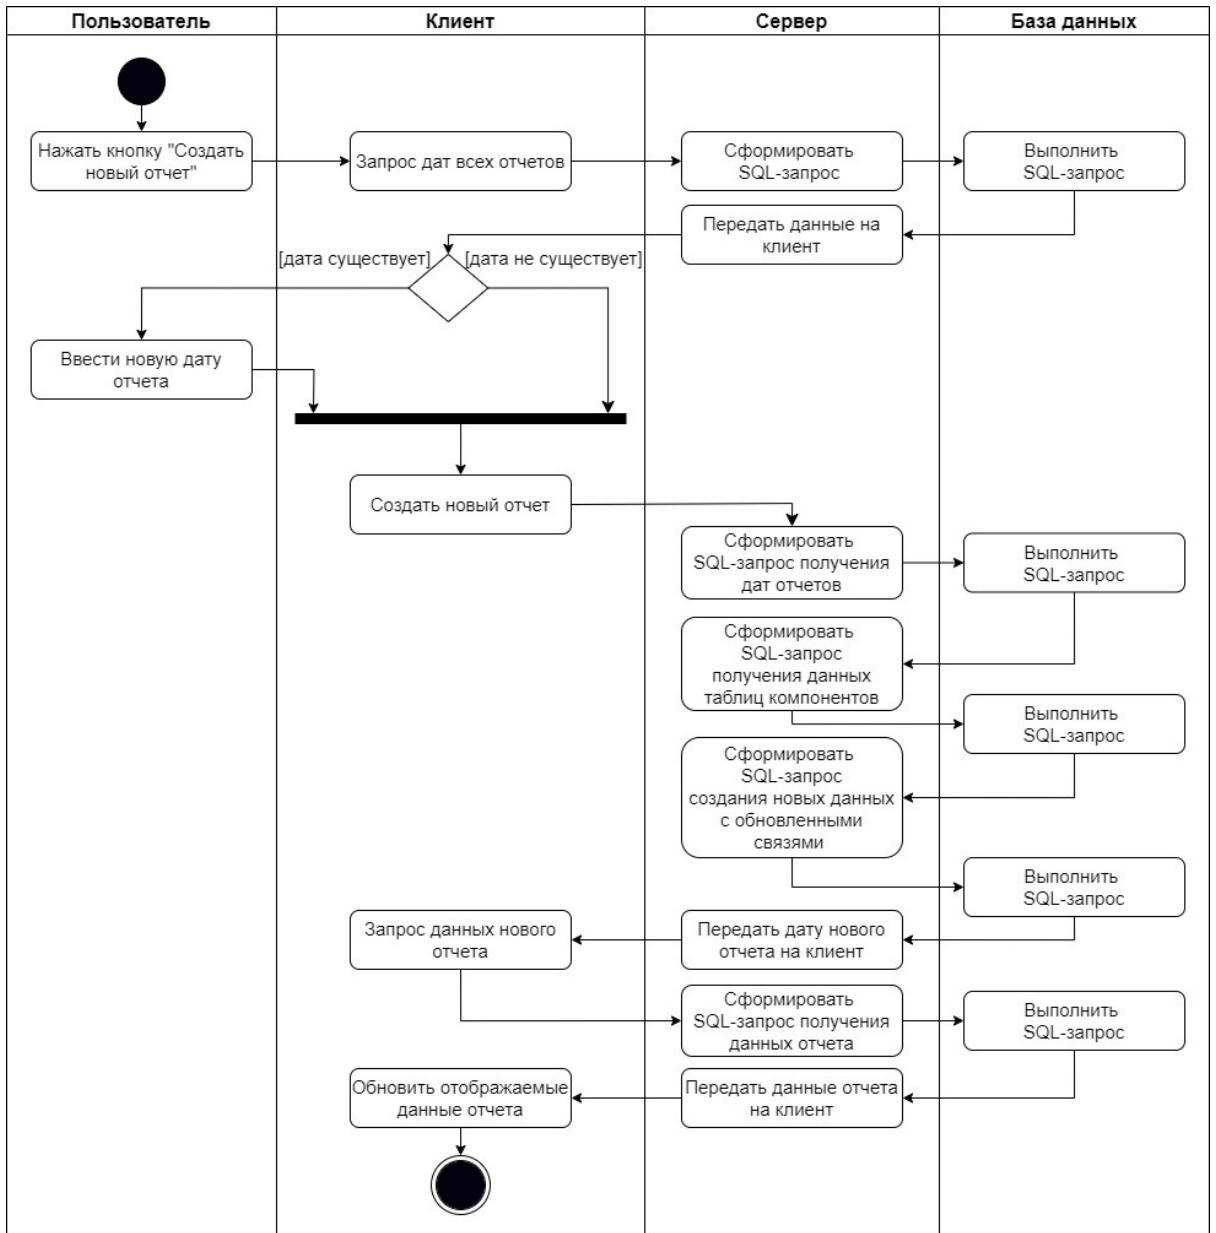 Пользователь
Клиент
Сервер
База данных
Нажать кнопку "Создать
новый отчет"
Запрос дат всех отчетов
Сформировать
SQL-запрос
Выполнить
SQL-запрос
Передать данные на
клиент
[дата существует]
[дата не существует]
Ввести новую дату
отчета
Создать новый отчет
Сформировать
SQL-запрос получения
дат отчетов
Выполнить
SQL-запрос
Сформировать
SQL-запрос
получения данных
таблиц компонентов
Выполнить
SQL-запрос
Сформировать
SQL-запрос
создания новых данных
с обновленными
связями
Выполнить
SQL-запрос
Запрос данных нового
отчета
Передать дату нового
отчета на клиент
Сформировать
SQL-запрос получения
данных отчета
Выполнить
SQL-запрос
Обновить отображаемые
данные отчета
Передать данные отчета
на клиент